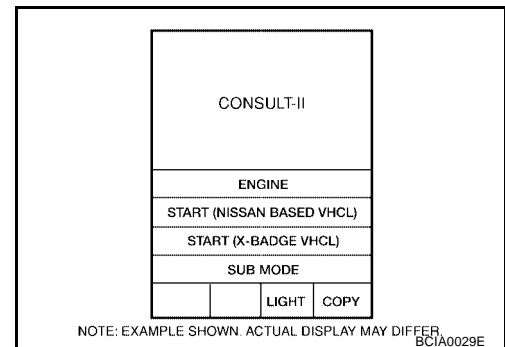 CONSULT-II
ENGINE
START (NISSAN BASED VHCL)
START (X-BADGE VHCL)
SUB MODE
LIGHT COPY
NOTE: EXAMPLE SHOWN. ACTUAL DISPLAY MAY DIFFER.
BCIA0029E